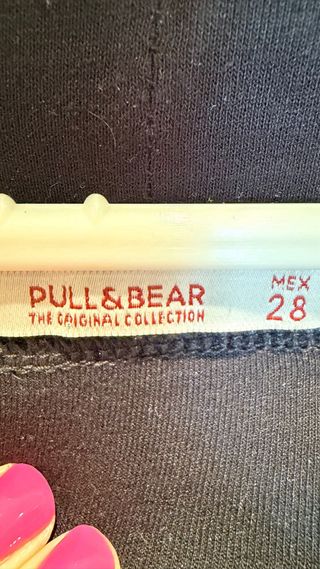 PULL&BEAR
THE ORIGINAL COLLECTION
MEX
28